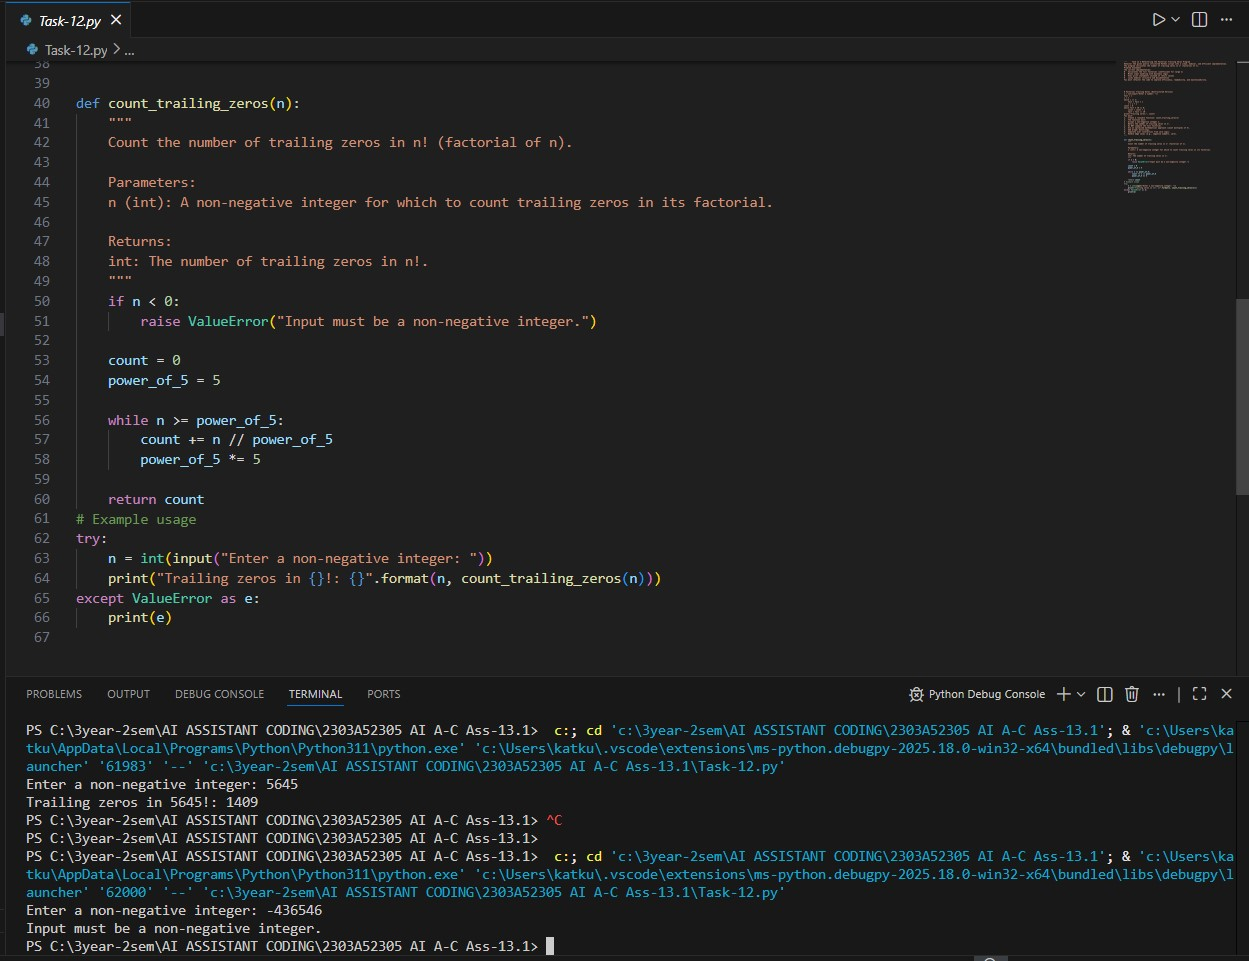 Task-12.py
Task-12.py > ...
38
39
40 def count_trailing_zeros(n):
41 """
42 Count the number of trailing zeros in n! (factorial of n).
43
44 Parameters:
45 n (int): A non-negative integer for which to count trailing zeros in its factorial.
46
47 Returns:
48 int: The number of trailing zeros in n!.
49 """
50 if n < 0:
51 raise ValueError("Input must be a non-negative integer.")
52
53 count = 0
54 power_of_5 = 5
55
56 while n >= power_of_5:
57 count += n // power_of_5
58 power_of_5 *= 5
59
60 return count
61 # Example usage
62 try:
63 n = int(input("Enter a non-negative integer: "))
64 print("Trailing zeros in {}!: {}".format(n, count_trailing_zeros(n)))
65 except ValueError as e:
66 print(e)
67
PROBLEMS OUTPUT DEBUG CONSOLE TERMINAL PORTS Python Debug Console
PS C:\3year-2sem\AI ASSISTANT CODING\2303A52305 AI A-C Ass-13.1>  c:; cd 'c:\3year-2sem\AI ASSISTANT CODING\2303A52305 AI A-C Ass-13.1'; & 'c:\Users\ka
tku\AppData\Local\Programs\Python\Python311\python.exe' 'c:\Users\katku\.vscode\extensions\ms-python.debugpy-2025.18.0-win32-x64\bundled\libs\debugpy\l
auncher' '61983' '--' 'c:\3year-2sem\AI ASSISTANT CODING\2303A52305 AI A-C Ass-13.1\Task-12.py'
Enter a non-negative integer: 5645
Trailing zeros in 5645!: 1409
PS C:\3year-2sem\AI ASSISTANT CODING\2303A52305 AI A-C Ass-13.1> ^C
PS C:\3year-2sem\AI ASSISTANT CODING\2303A52305 AI A-C Ass-13.1>
PS C:\3year-2sem\AI ASSISTANT CODING\2303A52305 AI A-C Ass-13.1>  c:; cd 'c:\3year-2sem\AI ASSISTANT CODING\2303A52305 AI A-C Ass-13.1'; & 'c:\Users\ka
tku\AppData\Local\Programs\Python\Python311\python.exe' 'c:\Users\katku\.vscode\extensions\ms-python.debugpy-2025.18.0-win32-x64\bundled\libs\debugpy\l
auncher' '62000' '--' 'c:\3year-2sem\AI ASSISTANT CODING\2303A52305 AI A-C Ass-13.1\Task-12.py'
Enter a non-negative integer: -436546
Input must be a non-negative integer.
PS C:\3year-2sem\AI ASSISTANT CODING\2303A52305 AI A-C Ass-13.1>